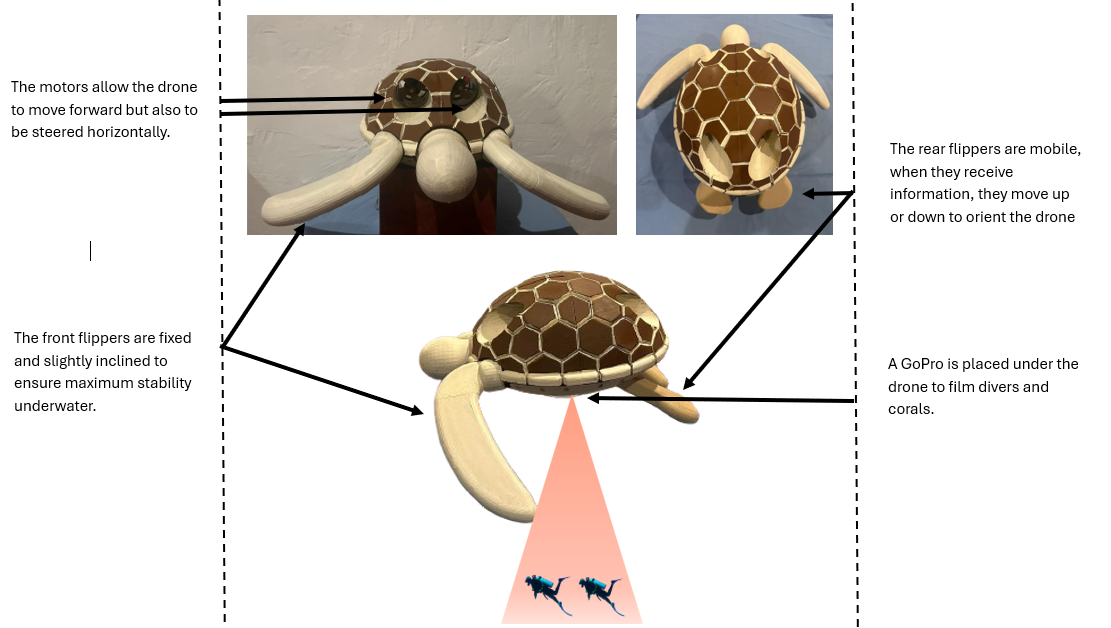 The motors allow the drone
to move forward but also to
be steered horizontally.
The rear flippers are mobile,
when they receive
information, they move up
or down to orient the drone
The front flippers are fixed
and slightly inclined to
ensure maximum stability
underwater.
A GoPro is placed under the
drone to film divers and
corals.